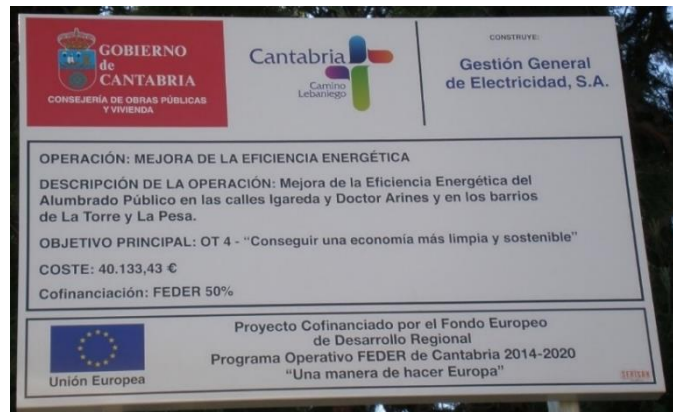 GOBIERNO
de
CANTABRIA
CONSEJERÍA DE OBRAS PÚBLICAS
Y VIVIENDA
Cantabria
Camino
Lebaniego
CONSTRUYE:
Gestión General
de Electricidad, S.A.
OPERACIÓN: MEJORA DE LA EFICIENCIA ENERGÉTICA
DESCRIPCIÓN DE LA OPERACIÓN: Mejora de la Eficiencia Energética del
Alumbrado Público en las calles Igareda y Doctor Arines y en los barrios
de La Torre y La Pesa.
OBJETIVO PRINCIPAL: OT 4 - “Conseguir una economía más limpia y sostenible”
COSTE: 40.133,43 €
Cofinanciación: FEDER 50%
Unión Europea
Proyecto Cofinanciado por el Fondo Europeo
de Desarrollo Regional
Programa Operativo FEDER de Cantabria 2014-2020
“Una manera de hacer Europa”